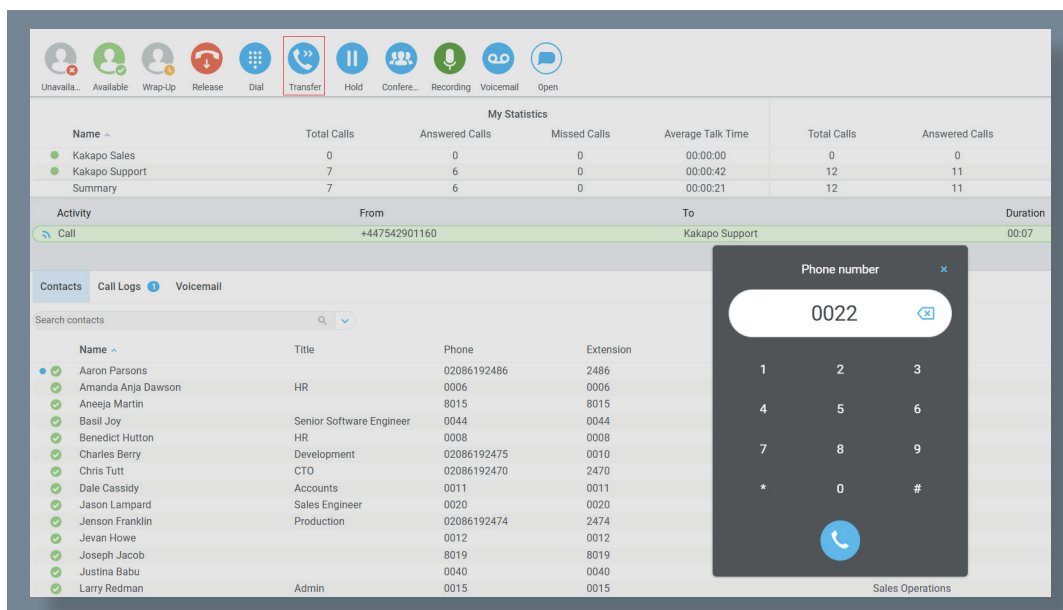 Unavaila... Available Wrap-Up Release Dial Transfer Hold Confere... Recording Voicemail Open
My Statistics
Name Total Calls Answered Calls Missed Calls Average Talk Time Total Calls Answered Calls
Kakapo Sales 0 0 0 00:00:00 0 0
Kakapo Support 7 6 0 00:00:42 12 11
Summary 7 6 0 00:00:21 12 11
Activity From To Duration
Call +447542901160 Kakapo Support 00:07
Contacts Call Logs 1 Voicemail
Search contacts
Name Title Phone Extension
Aaron Parsons 02086192486 2486
Amanda Anja Dawson HR 0006 0006
Aneeja Martin 8015 8015
Basil Joy Senior Software Engineer 0044 0044
Benedict Hutton HR 0008 0008
Charles Berry Development 02086192475 0010
Chris Tutt CTO 02086192470 2470
Dale Cassidy Accounts 0011 0011
Jason Lampard Sales Engineer 0020 0020
Jenson Franklin Production 02086192474 2474
Jevan Howe 0012 0012
Joseph Jacob 8019 8019
Justina Babu 0040 0040
Larry Redman Admin 0015 0015 Sales Operations
Phone number ×
0022
1 2 3
4 5 6
7 8 9
* 0 #